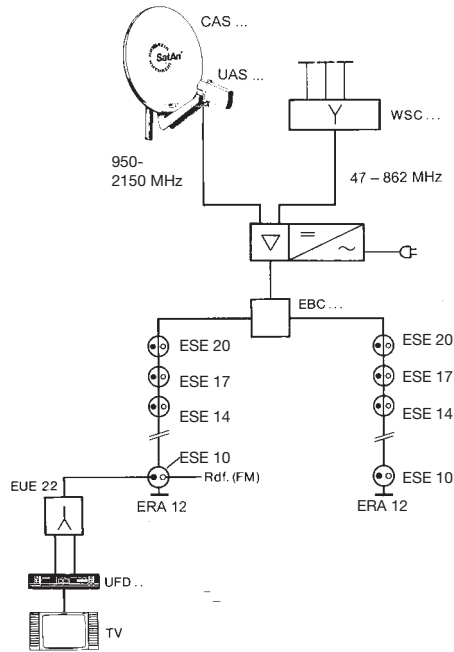 CAS ...
SatAn
UAS ...
WSC ...
950-
2150 MHz
47 – 862 MHz
EBC ...
ESE 20
ESE 20
ESE 17
ESE 17
ESE 14
ESE 14
ESE 10
Rdf. (FM)
ESE 10
EUE 22
ERA 12
ERA 12
UFD ..
TV